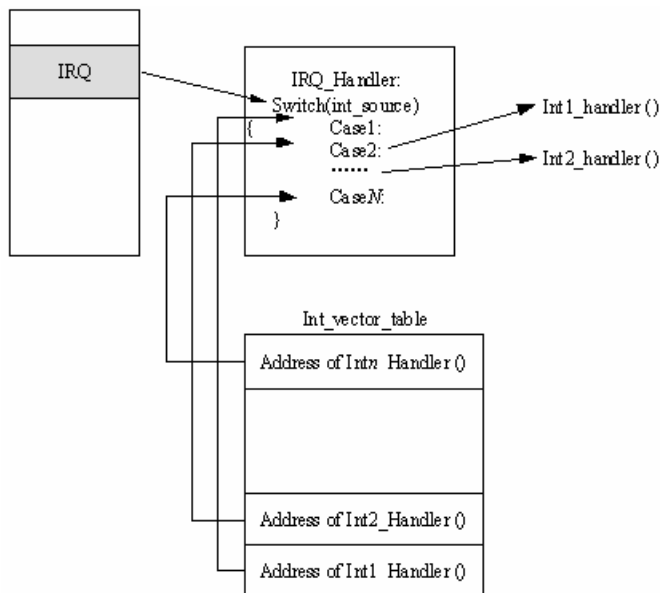 IRQ
IRQ_Handler:
Switch(int_source)
{
Case1:
Case2:
......
CaseN:
}
Int1_handler()
Int2_handler()
Int_vector_table
Address of Intn Handler()
Address of Int2_Handler()
Address of Int1 Handler()